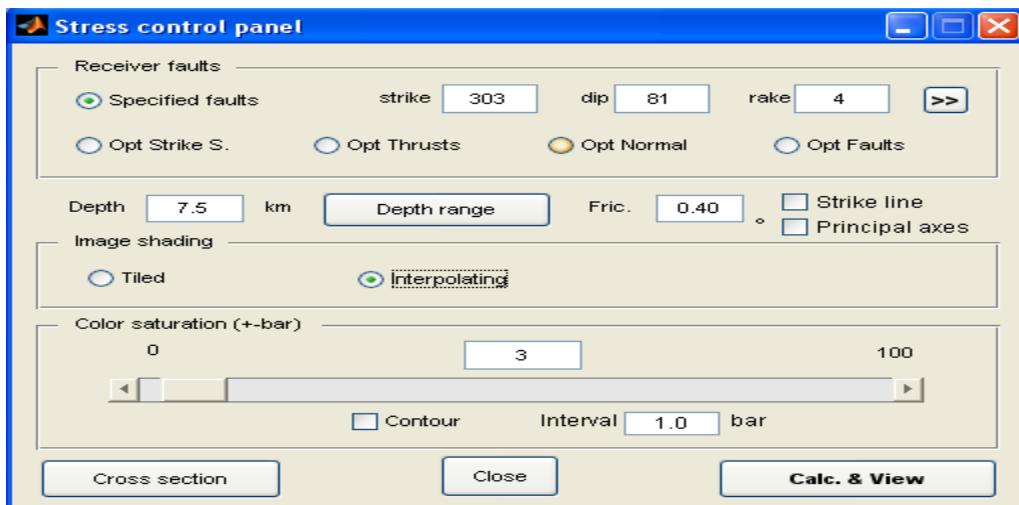 Stress control panel
Receiver faults
Specified faults strike 303 dip 81 rake 4 >>
Opt Strike S. Opt Thrusts Opt Normal Opt Faults
Depth 7.5 km Depth range Fric. 0.40 ° Strike line
Principal axes
Image shading
Tiled Interpolating
Color saturation (+-bar)
0 3 100
Contour Interval 1.0 bar
Cross section Close Calc. & View